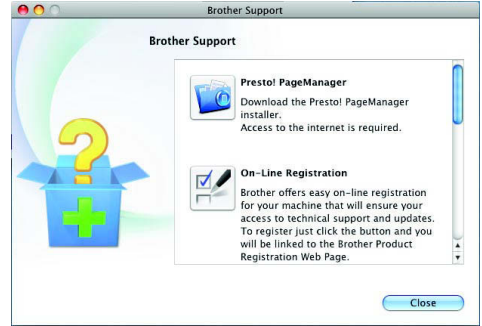 Brother Support
Brother Support
Presto! PageManager
Download the Presto! PageManager
installer.
Access to the internet is required.
On-Line Registration
Brother offers easy on-line registration
for your machine that will ensure your
access to technical support and updates.
To register just click the button and you
will be linked to the Brother Product
Registration Web Page.
Close